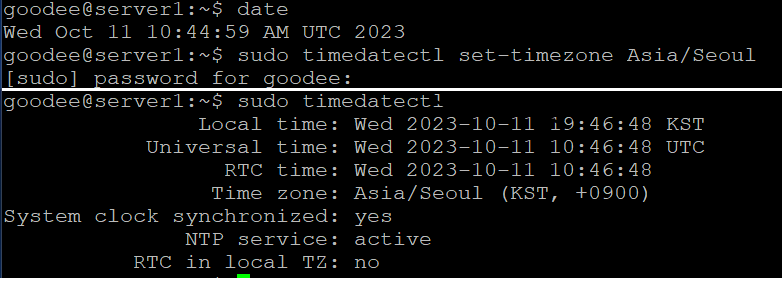 goodee@server1:~$ date
Wed Oct 11 10:44:59 AM UTC 2023
goodee@server1:~$ sudo timedatectl set-timezone Asia/Seoul
[sudo] password for goodee:
goodee@server1:~$ sudo timedatectl
Local time: Wed 2023-10-11 19:46:48 KST
Universal time: Wed 2023-10-11 10:46:48 UTC
RTC time: Wed 2023-10-11 10:46:48
Time zone: Asia/Seoul (KST, +0900)
System clock synchronized: yes
NTP service: active
RTC in local TZ: no